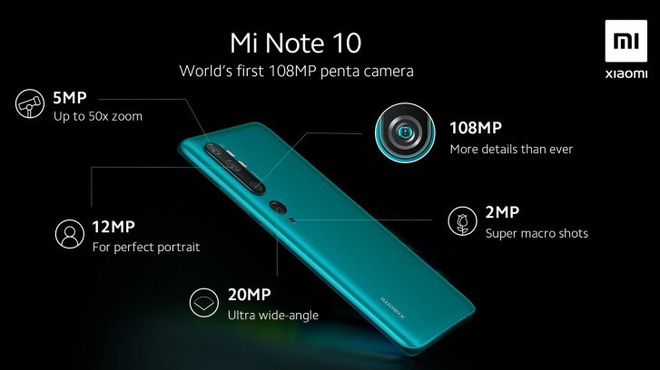 Mi Note 10
World's first 108MP penta camera
mi
xiaomi
5MP
Up to 50x zoom
108MP
More details than ever
12MP
For perfect portrait
2MP
Super macro shots
20MP
Ultra wide-angle
XIAOMI